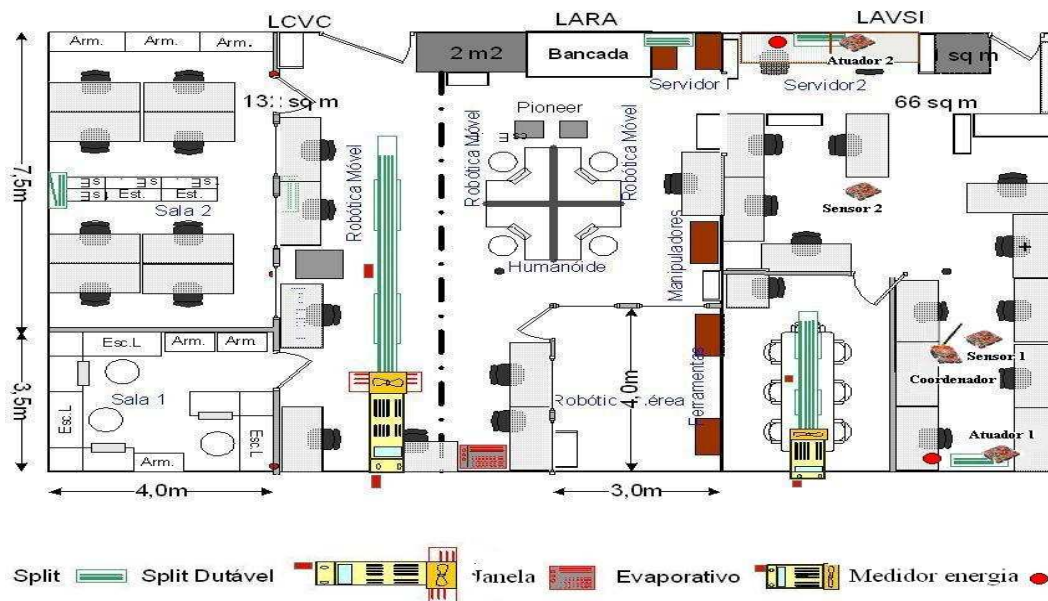 LCVC LARA LAVSI
Arm. Arm. Arm.
2 m2
Bancada
Atuador 2
sq m
Servidor 1
Servidor2
sq m
66 sq m
Pioneer
Robótica Móvel
Robótica Móvel
Robótica Móvel
7,5m
Est. Est.
Sala 2
Sensor 2
Manipuladores
Humanóide
Esc.L Arm. Arm.
3,5m
4,0m
Ferramentas
Sensor 1
Coordenador
Sala 1
Esc.L
Esc.L
Arm.
Atuador 1
4,0m
3,0m
Split
Split Dutável
Janela
Evaporativo
Medidor energia